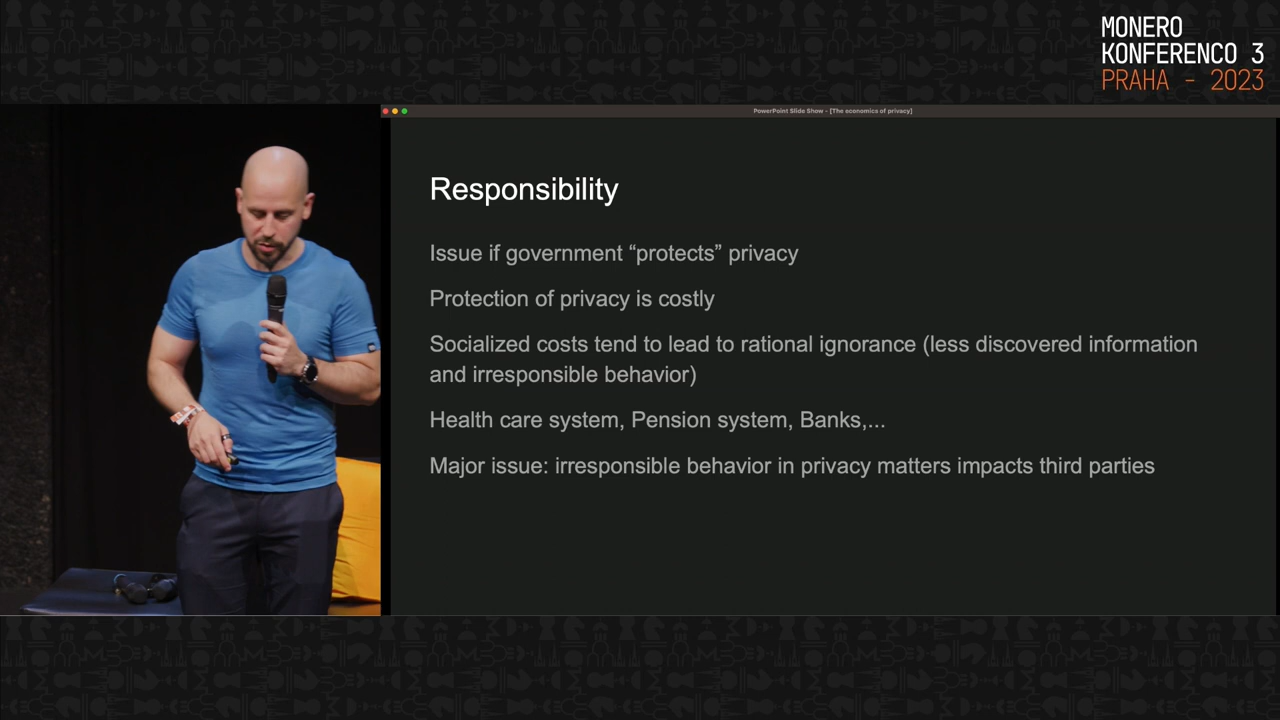 MONERO
KONFERENCO 3
PRAHA - 2023
PowerPoint Slide Show - [The economics of privacy]
Responsibility
Issue if government “protects” privacy
Protection of privacy is costly
Socialized costs tend to lead to rational ignorance (less discovered information
and irresponsible behavior)
Health care system, Pension system, Banks,...
Major issue: irresponsible behavior in privacy matters impacts third parties